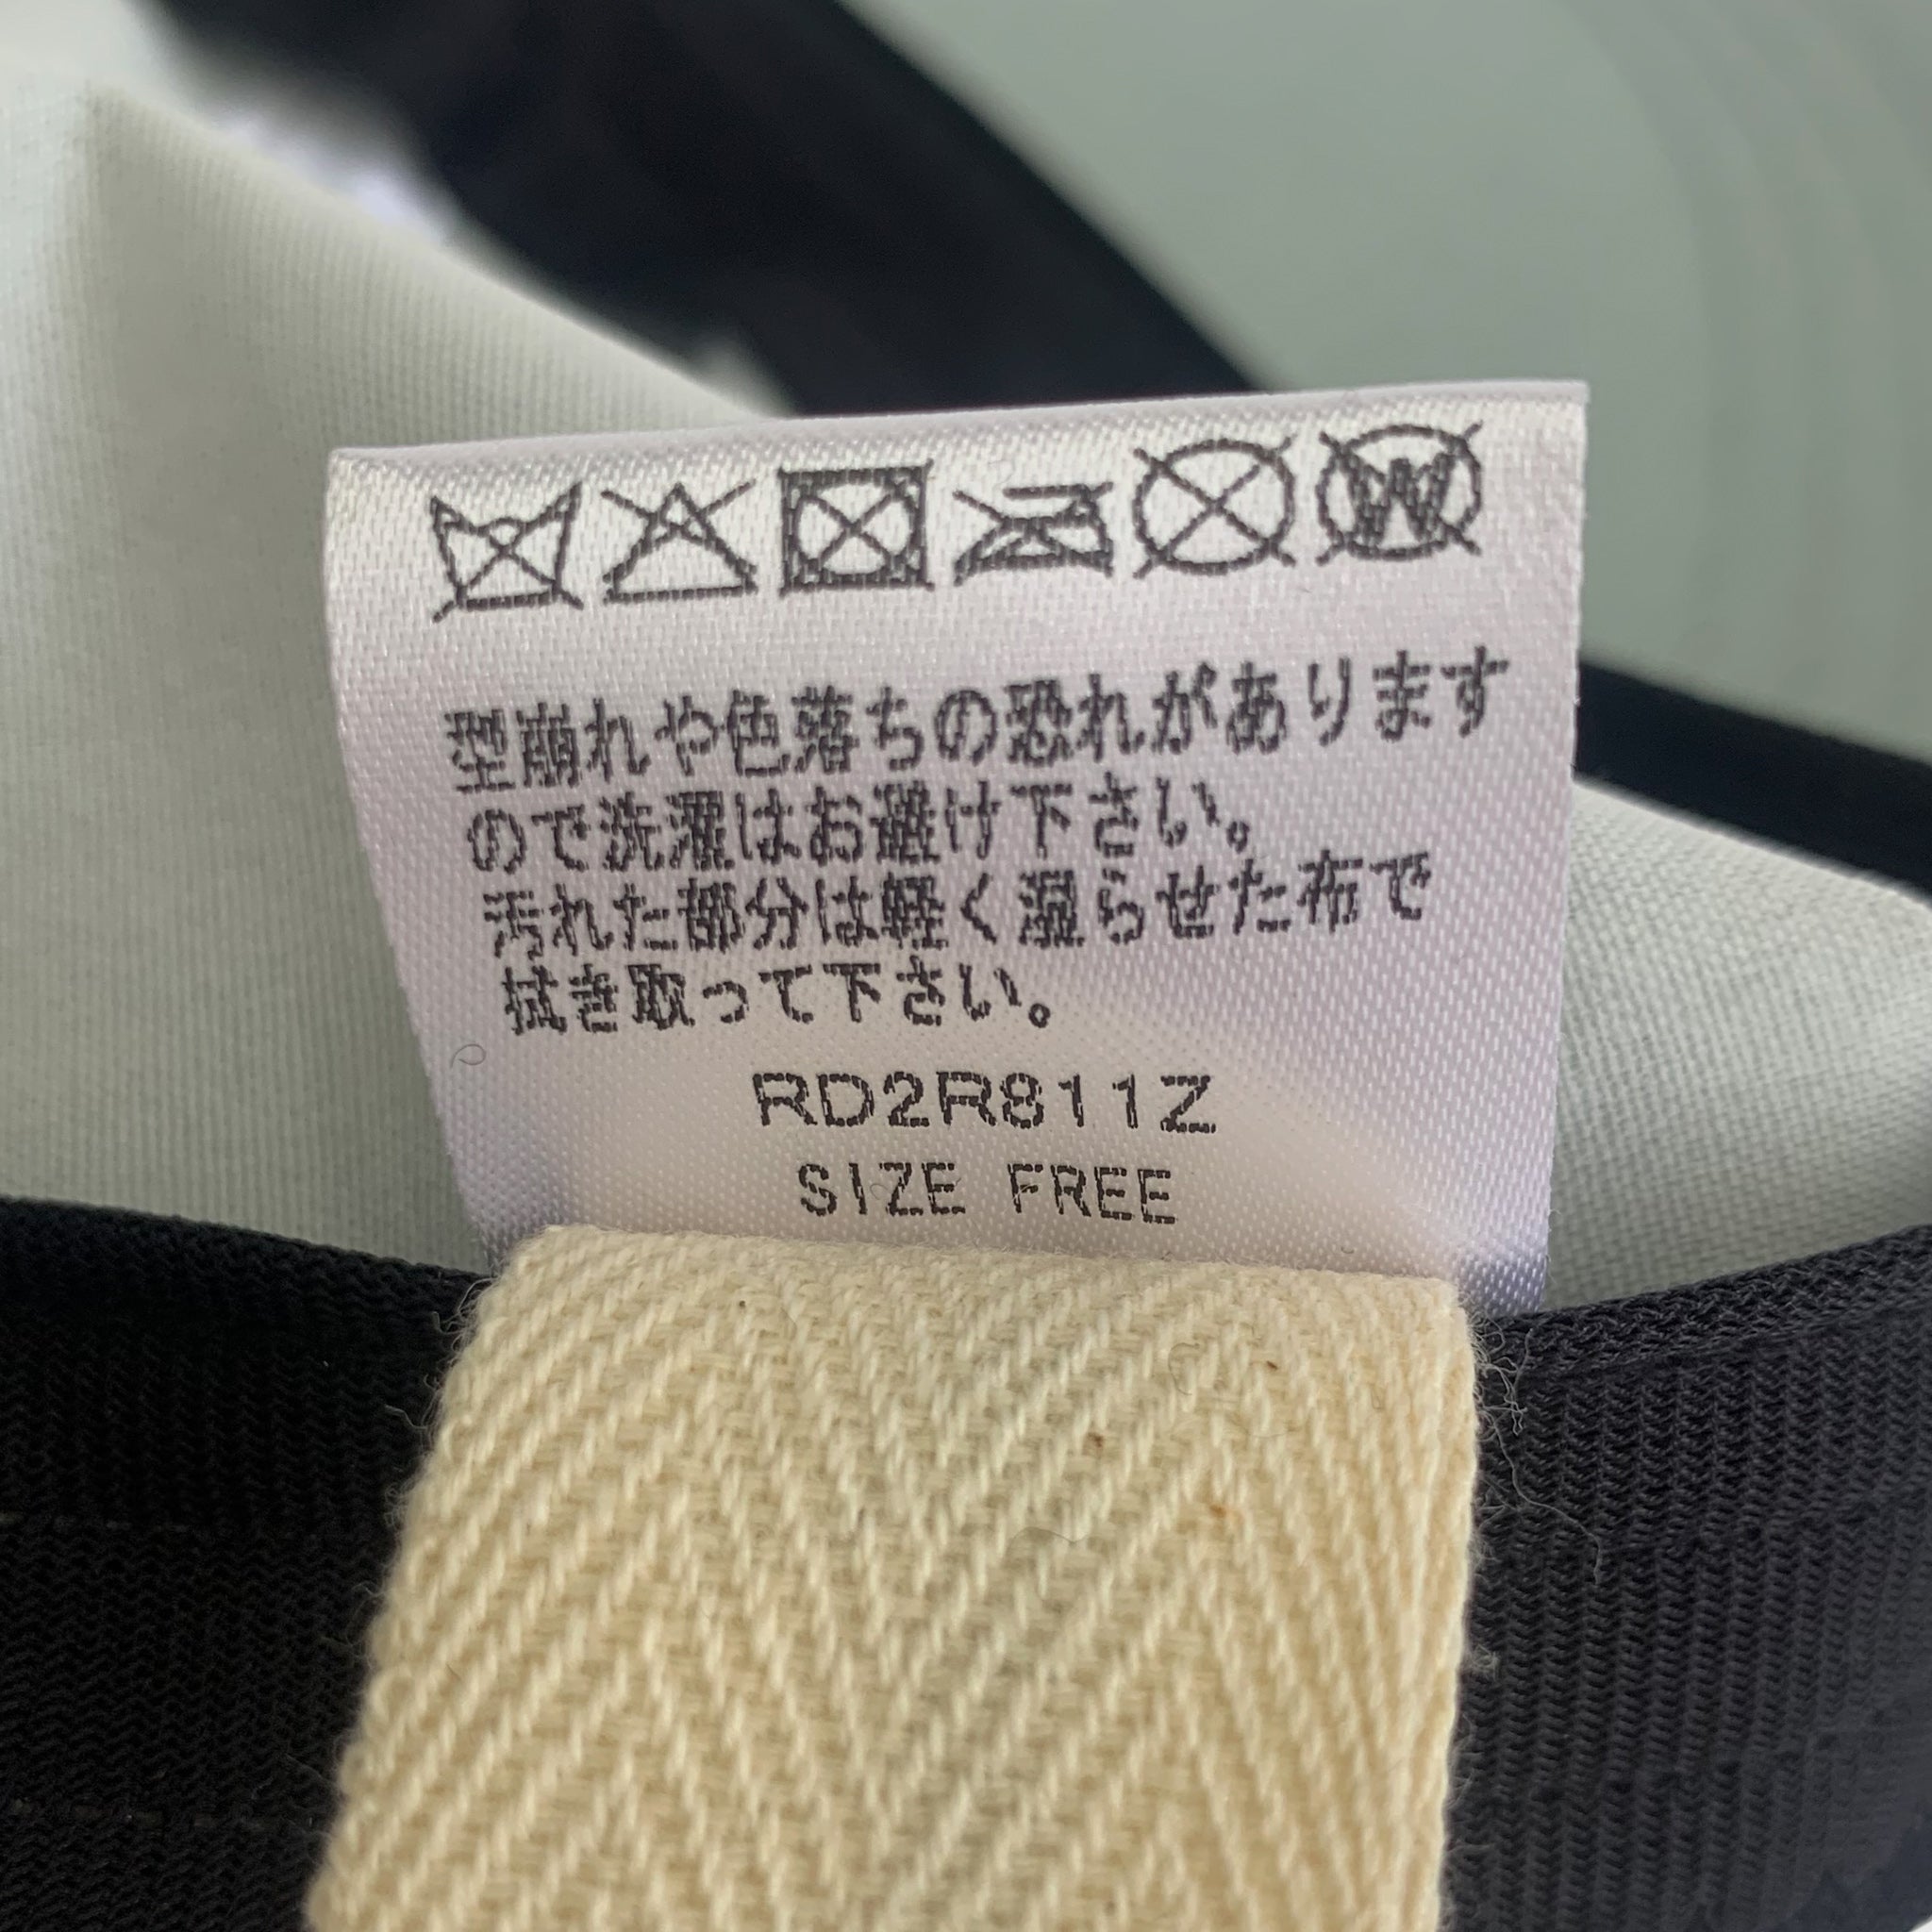 型崩れや色落ちの恐れがあります
ので洗濯はお避け下さい。
汚れた部分は軽く湿らせた布で
拭き取って下さい。
RD2R811Z
SIZE FREE